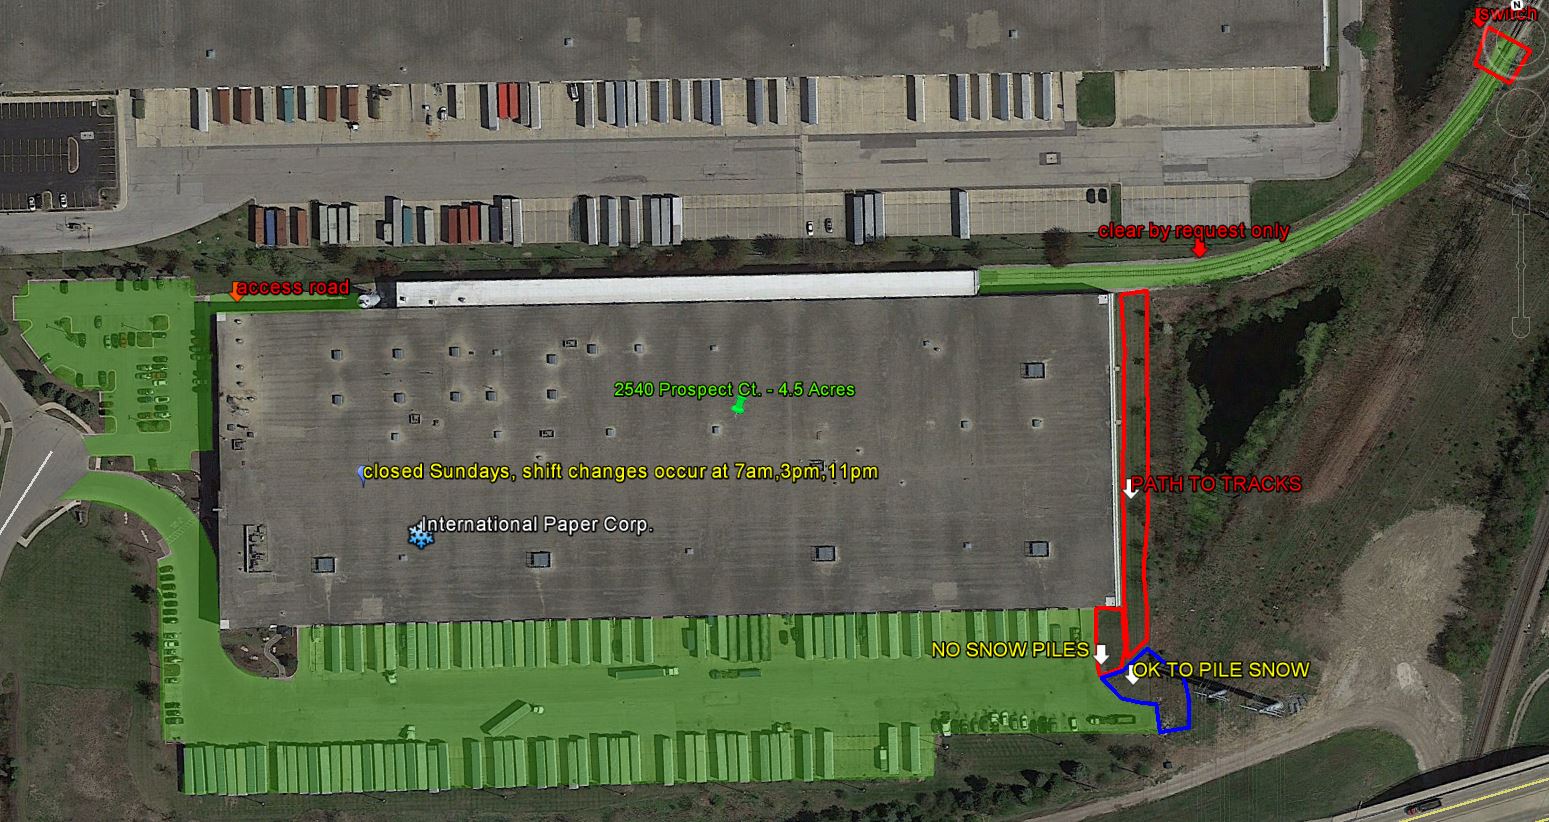 N
switch
clear by request only
access road
2540 Prospect Ct. - 4.5 Acres
closed Sundays, shift changes occur at 7am,3pm,11pm
PATH TO TRACKS
International Paper Corp.
NO SNOW PILES
OK TO PILE SNOW